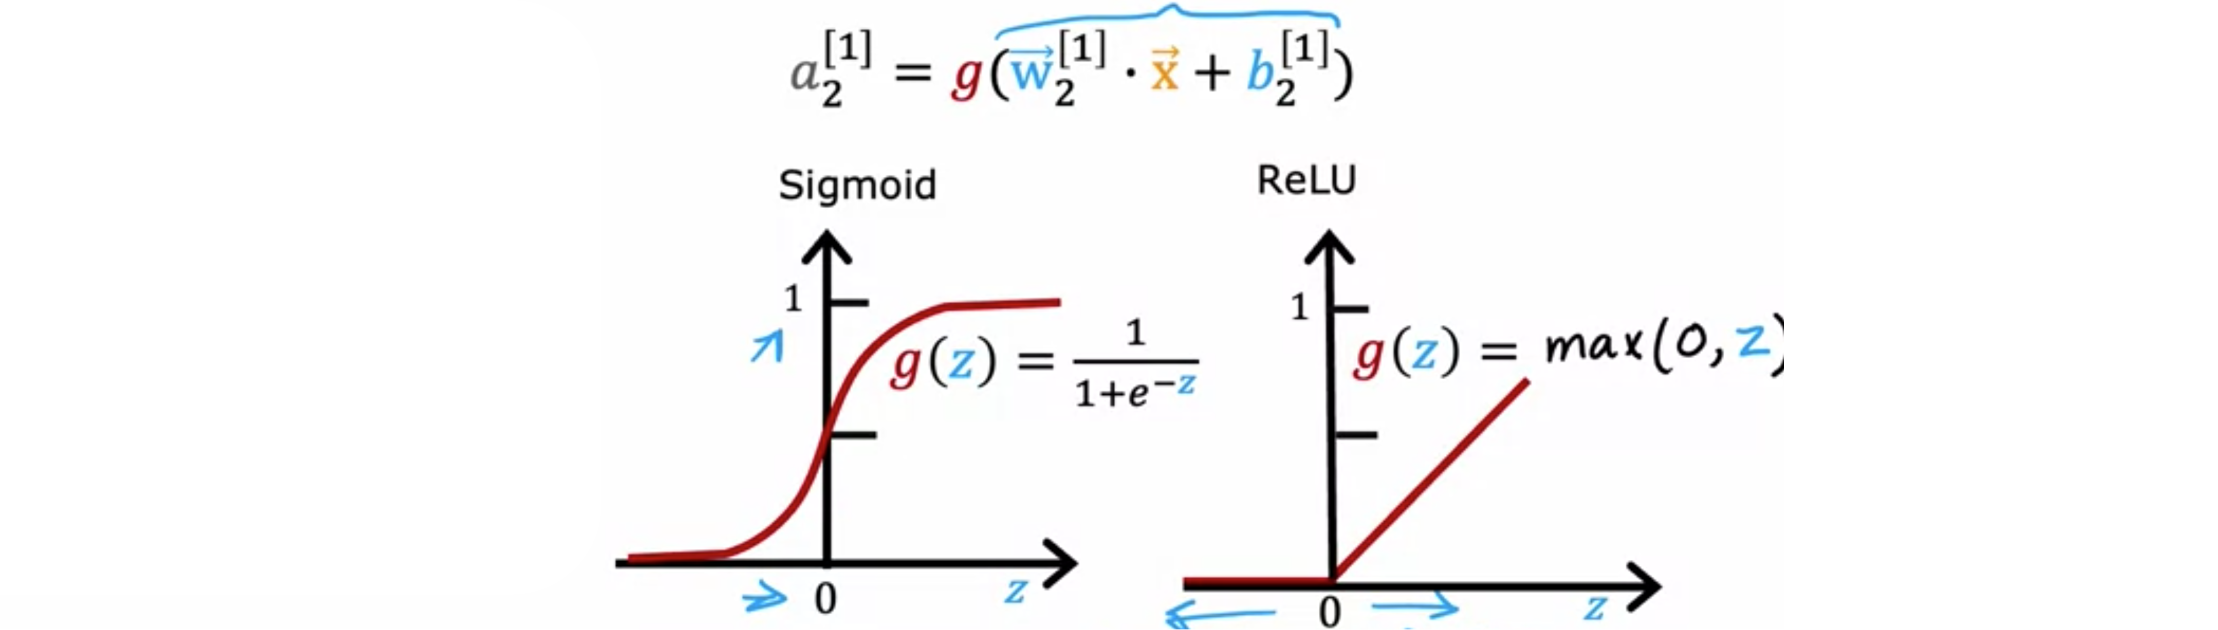 a₂^[1] = g(w⃗₂^[1] · x⃗ + b₂^[1])
Sigmoid
ReLU
1
g(z) = 1/(1+e^−z)
0
z
1
g(z) = max(0, z)
0
z